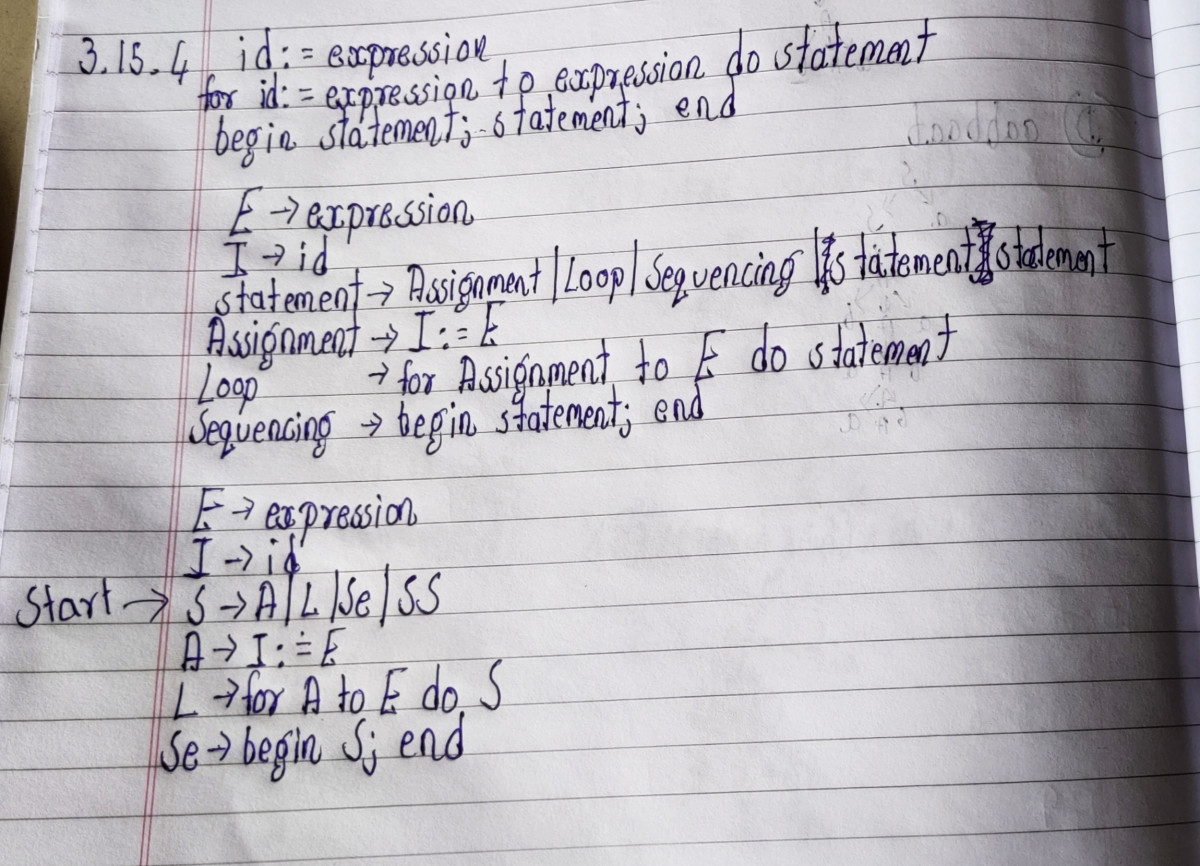 3.15.4 id:= expression
for id:= expression to expression do statement
begin statement; statement; end
E → expression
I → id
statement → Assignment | Loop | Sequencing | statement statement
Assignment → I:= E
Loop → for Assignment to E do statement
Sequencing → begin statement; end
E → expression
I → id
Start → S → A | L | Se | SS
A → I:= E
L → for A to E do S
Se → begin S; end